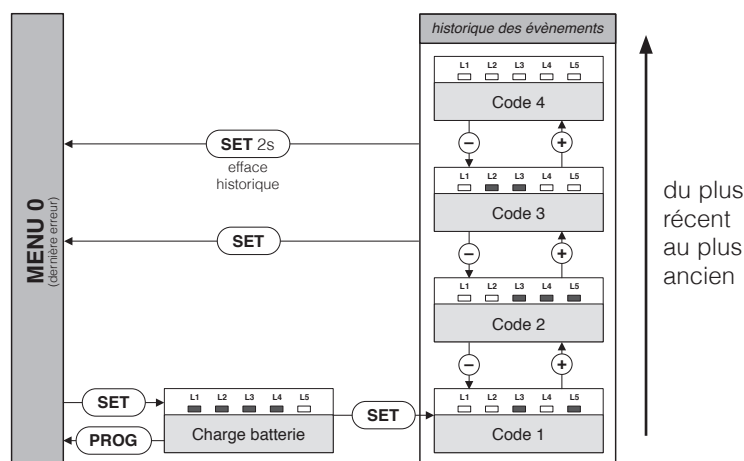 historique des évènements
L1 L2 L3 L4 L5
Code 4
SET 2s
efface
historique
− +
L1 L2 L3 L4 L5
Code 3
du plus
récent
au plus
ancien
MENU 0
(dernière erreur)
SET
− +
L1 L2 L3 L4 L5
Code 2
− +
SET
L1 L2 L3 L4 L5
Charge batterie
PROG
SET
L1 L2 L3 L4 L5
Code 1